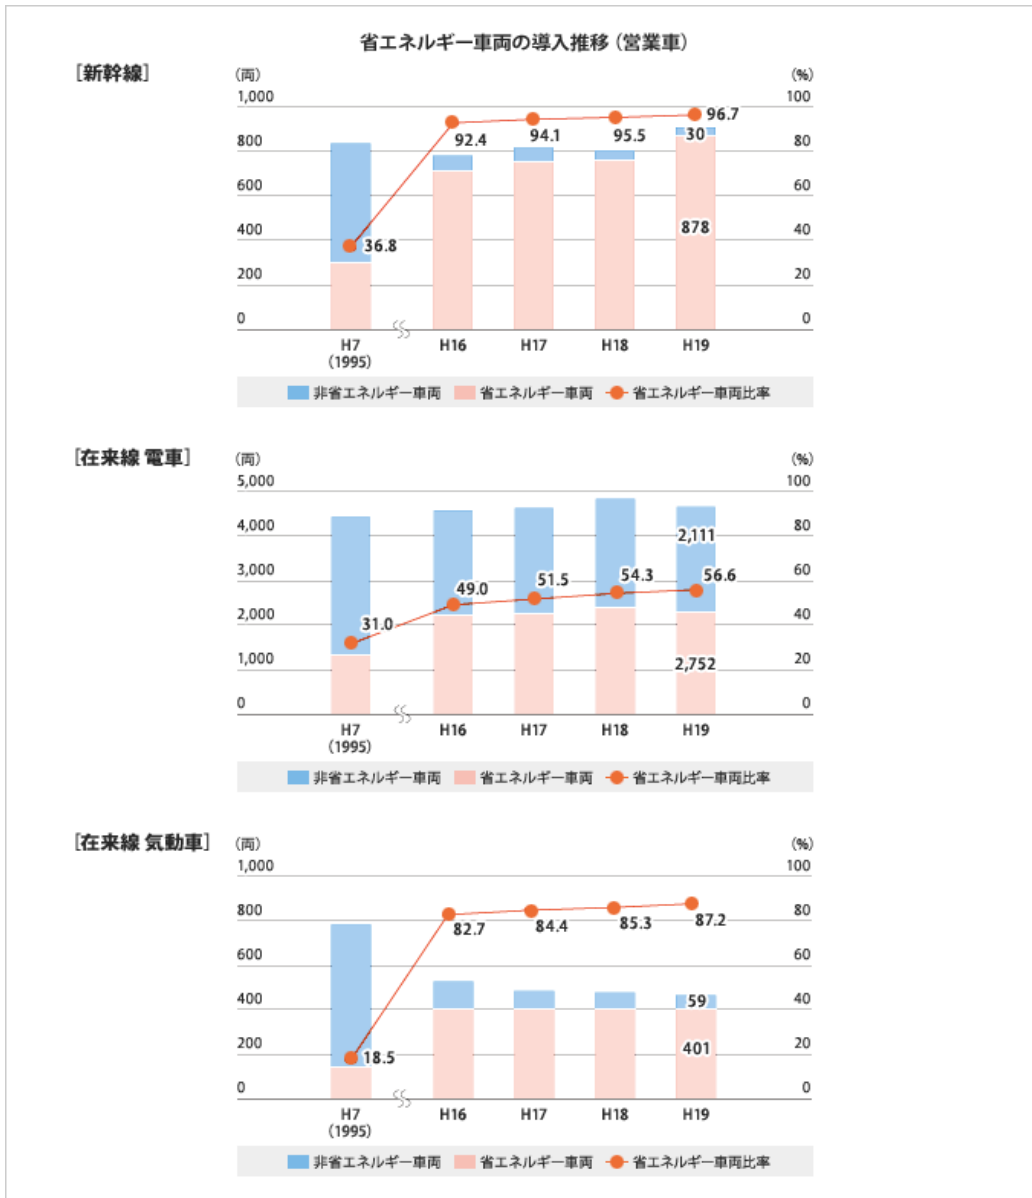 省エネルギー車両の導入推移（営業車）
［新幹線］
（両） （%）
1,000 100
96.7
92.4 94.1 95.5 30
800 80
600 60
400 40
36.8 878
200 20
0 0
H7 H16 H17 H18 H19
（1995）
非省エネルギー車両 省エネルギー車両 省エネルギー車両比率
［在来線 電車］
（両） （%）
5,000 100
4,000 80
2,111
3,000 60
49.0 51.5 54.3 56.6
2,000 40
31.0
1,000 20
2,752
0 0
H7 H16 H17 H18 H19
（1995）
非省エネルギー車両 省エネルギー車両 省エネルギー車両比率
［在来線 気動車］
（両） （%）
1,000 100
800 80
82.7 84.4 85.3 87.2
600 60
400 40
59
200 20
18.5 401
0 0
H7 H16 H17 H18 H19
（1995）
非省エネルギー車両 省エネルギー車両 省エネルギー車両比率